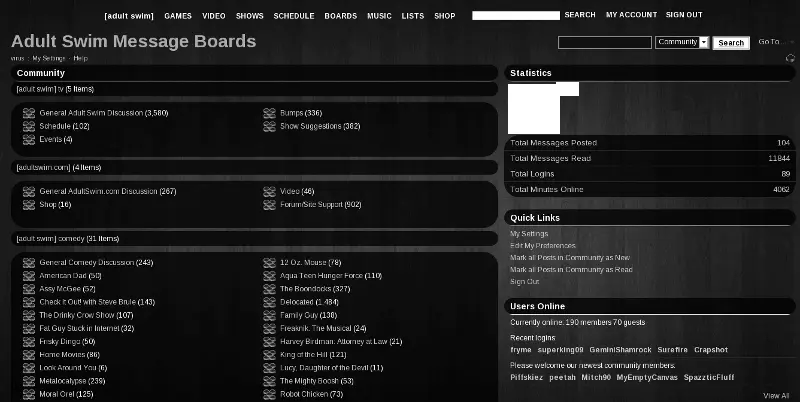 [adult swim] GAMES VIDEO SHOWS SCHEDULE BOARDS MUSIC LISTS SHOP SEARCH MY ACCOUNT SIGN OUT
Adult Swim Message Boards
Community Search Go To...
virus : My Settings · Help
Community
[adult swim] tv (5 Items)
General Adult Swim Discussion (3,580) Bumps (336)
Schedule (102) Show Suggestions (382)
Events (4)
[adultswim.com] (4 Items)
General AdultSwim.com Discussion (267) Video (46)
Shop (16) Forum/Site Support (902)
[adult swim] comedy (31 Items)
General Comedy Discussion (243) 12 Oz. Mouse (78)
American Dad (50) Aqua Teen Hunger Force (110)
Assy McGee (52) The Boondocks (327)
Check It Out! with Steve Brule (143) Delocated (1,484)
The Drinky Crow Show (107) Family Guy (138)
Fat Guy Stuck in Internet (32) Freaknik: The Musical (24)
Frisky Dingo (50) Harvey Birdman: Attorney at Law (21)
Home Movies (86) King of the Hill (121)
Look Around You (6) Lucy, Daughter of the Devil (11)
Metalocalypse (239) The Mighty Boosh (53)
Moral Orel (125) Robot Chicken (73)
Statistics
Total Messages Posted 104
Total Messages Read 11844
Total Logins 89
Total Minutes Online 4062
Quick Links
My Settings
Edit My Preferences
Mark all Posts in Community as New
Mark all Posts in Community as Read
Sign Out
Users Online
Currently online: 190 members 70 guests
Recent logins:
fryme superking09 GeminiShamrock Surefire Crapshot
Please welcome our newest community members:
Piffskiez peetah Mitch90 MyEmptyCanvas SpazzticFluff
View All